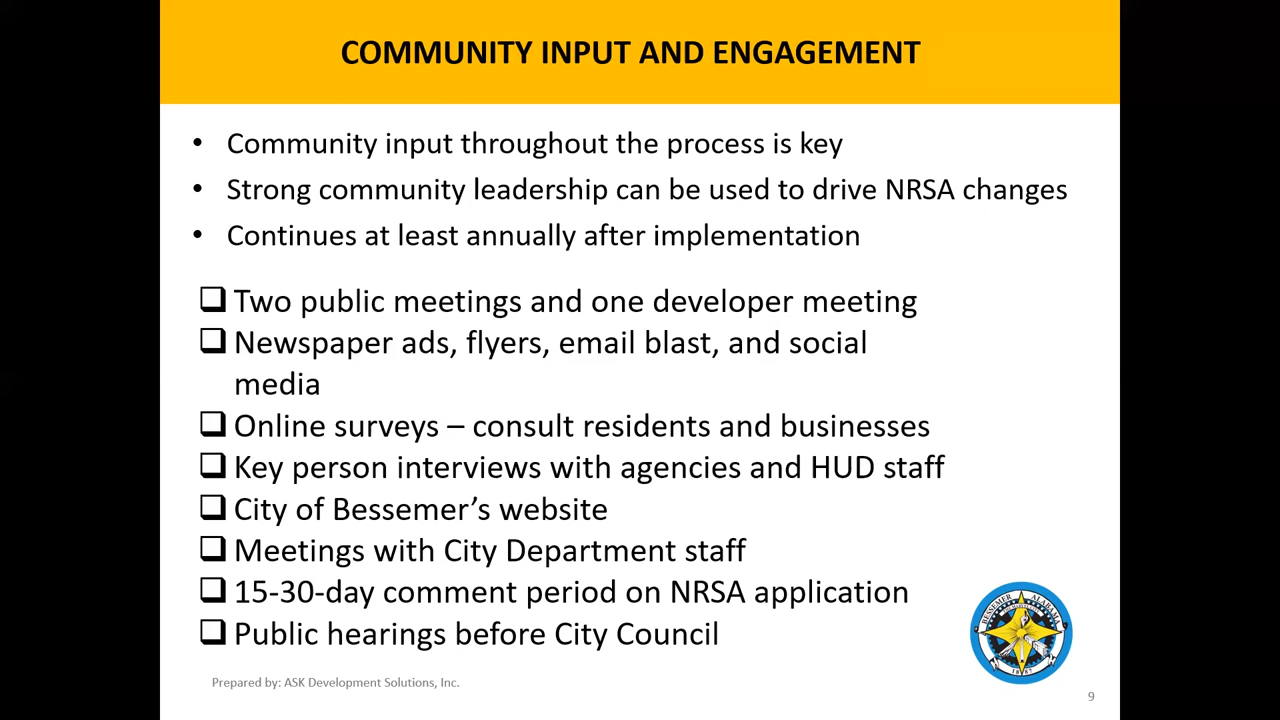 COMMUNITY INPUT AND ENGAGEMENT
• Community input throughout the process is key
• Strong community leadership can be used to drive NRSA changes
• Continues at least annually after implementation
❑ Two public meetings and one developer meeting
❑ Newspaper ads, flyers, email blast, and social
media
❑ Online surveys – consult residents and businesses
❑ Key person interviews with agencies and HUD staff
❑ City of Bessemer’s website
❑ Meetings with City Department staff
❑ 15-30-day comment period on NRSA application
❑ Public hearings before City Council
BESSEMER ALABAMA
1887
Prepared by: ASK Development Solutions, Inc.
9